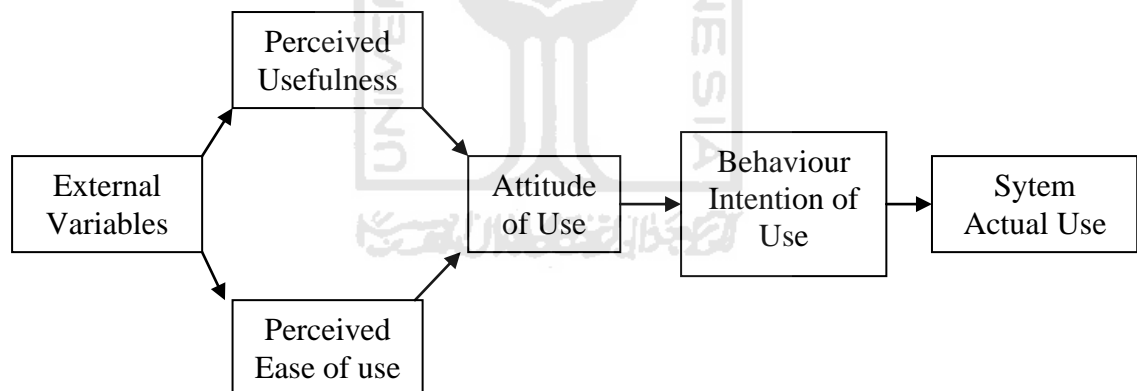 Perceived
Usefulness
External
Variables
Attitude
of Use
Behaviour
Intention of
Use
Sytem
Actual Use
Perceived
Ease of use